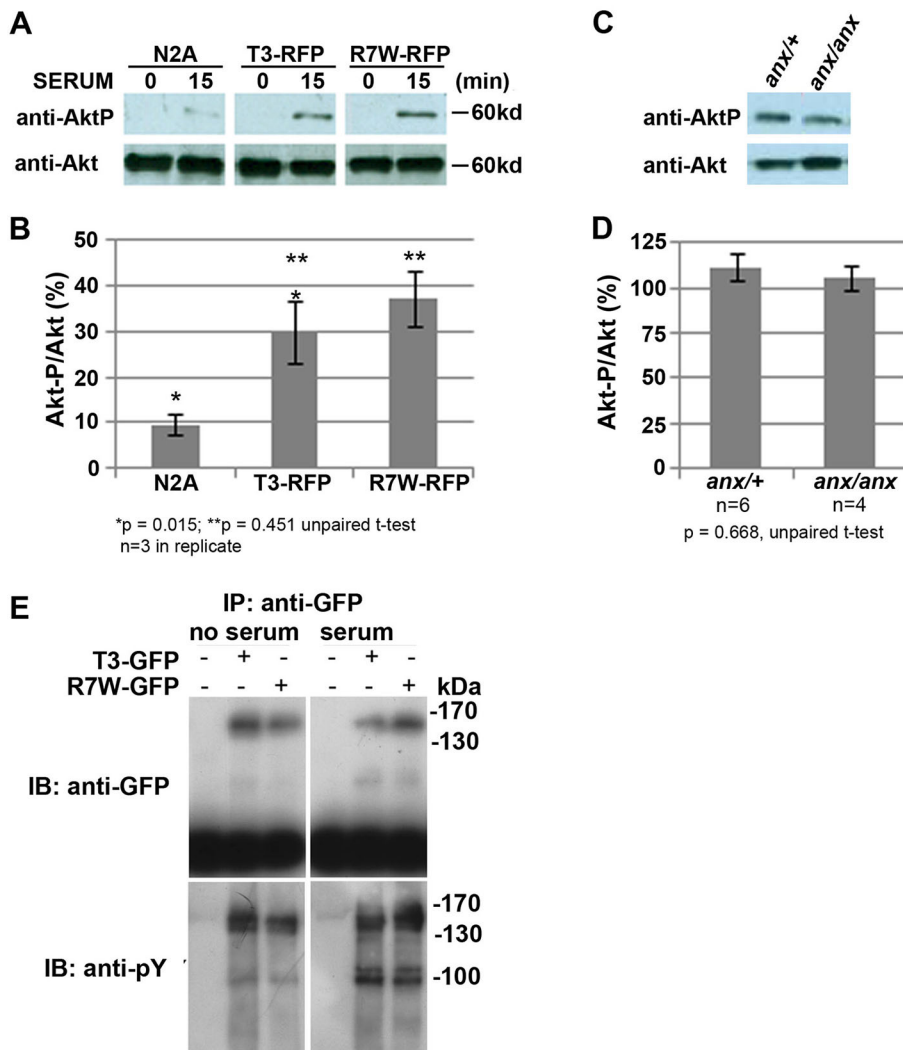 A
N2A T3-RFP R7W-RFP
SERUM 0 15 0 15 0 15 (min)
anti-AktP –60kd
anti-Akt –60kd
C
anx/+ anx/anx
anti-AktP
anti-Akt
B
Akt-P/Akt (%)
50
40
30
20
10
0
* ** * **
N2A T3-RFP R7W-RFP
*p = 0.015; **p = 0.451 unpaired t-test
n=3 in replicate
D
Akt-P/Akt (%)
125
100
75
50
25
0
anx/+ anx/anx
n=6 n=4
p = 0.668, unpaired t-test
E
IP: anti-GFP
no serum serum
T3-GFP - + - - + -
R7W-GFP - - + - - + kDa
-170
-130
IB: anti-GFP
-170
-130
IB: anti-pY -100